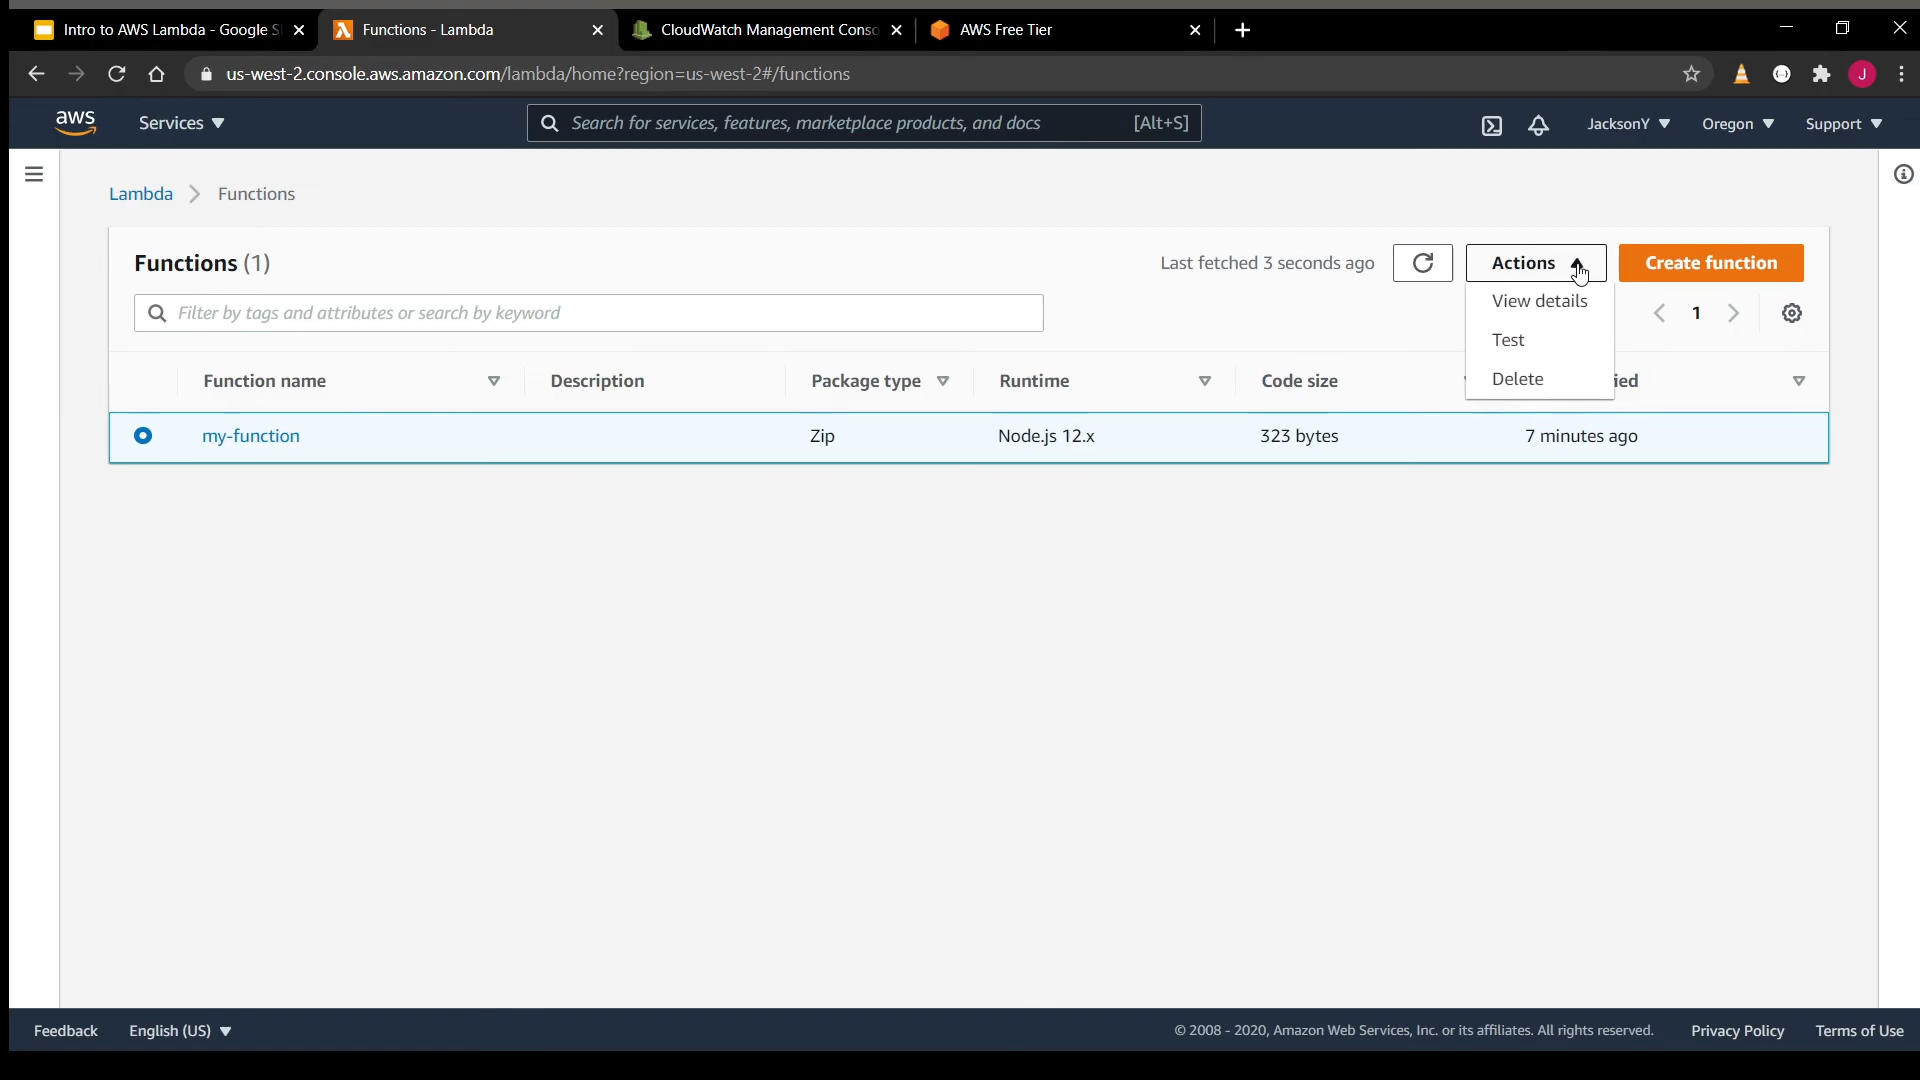 Intro to AWS Lambda - Google S
Functions - Lambda
CloudWatch Management Conso
AWS Free Tier
us-west-2.console.aws.amazon.com/lambda/home?region=us-west-2#/functions
J
aws
Services
Search for services, features, marketplace products, and docs
[Alt+S]
JacksonY
Oregon
Support
Lambda
Functions
Functions (1)
Last fetched 3 seconds ago
Actions
Create function
View details
Test
Delete
Filter by tags and attributes or search by keyword
1
Function name
Description
Package type
Runtime
Code size
ied
my-function
Zip
Node.js 12.x
323 bytes
7 minutes ago
Feedback
English (US)
© 2008 - 2020, Amazon Web Services, Inc. or its affiliates. All rights reserved.
Privacy Policy
Terms of Use